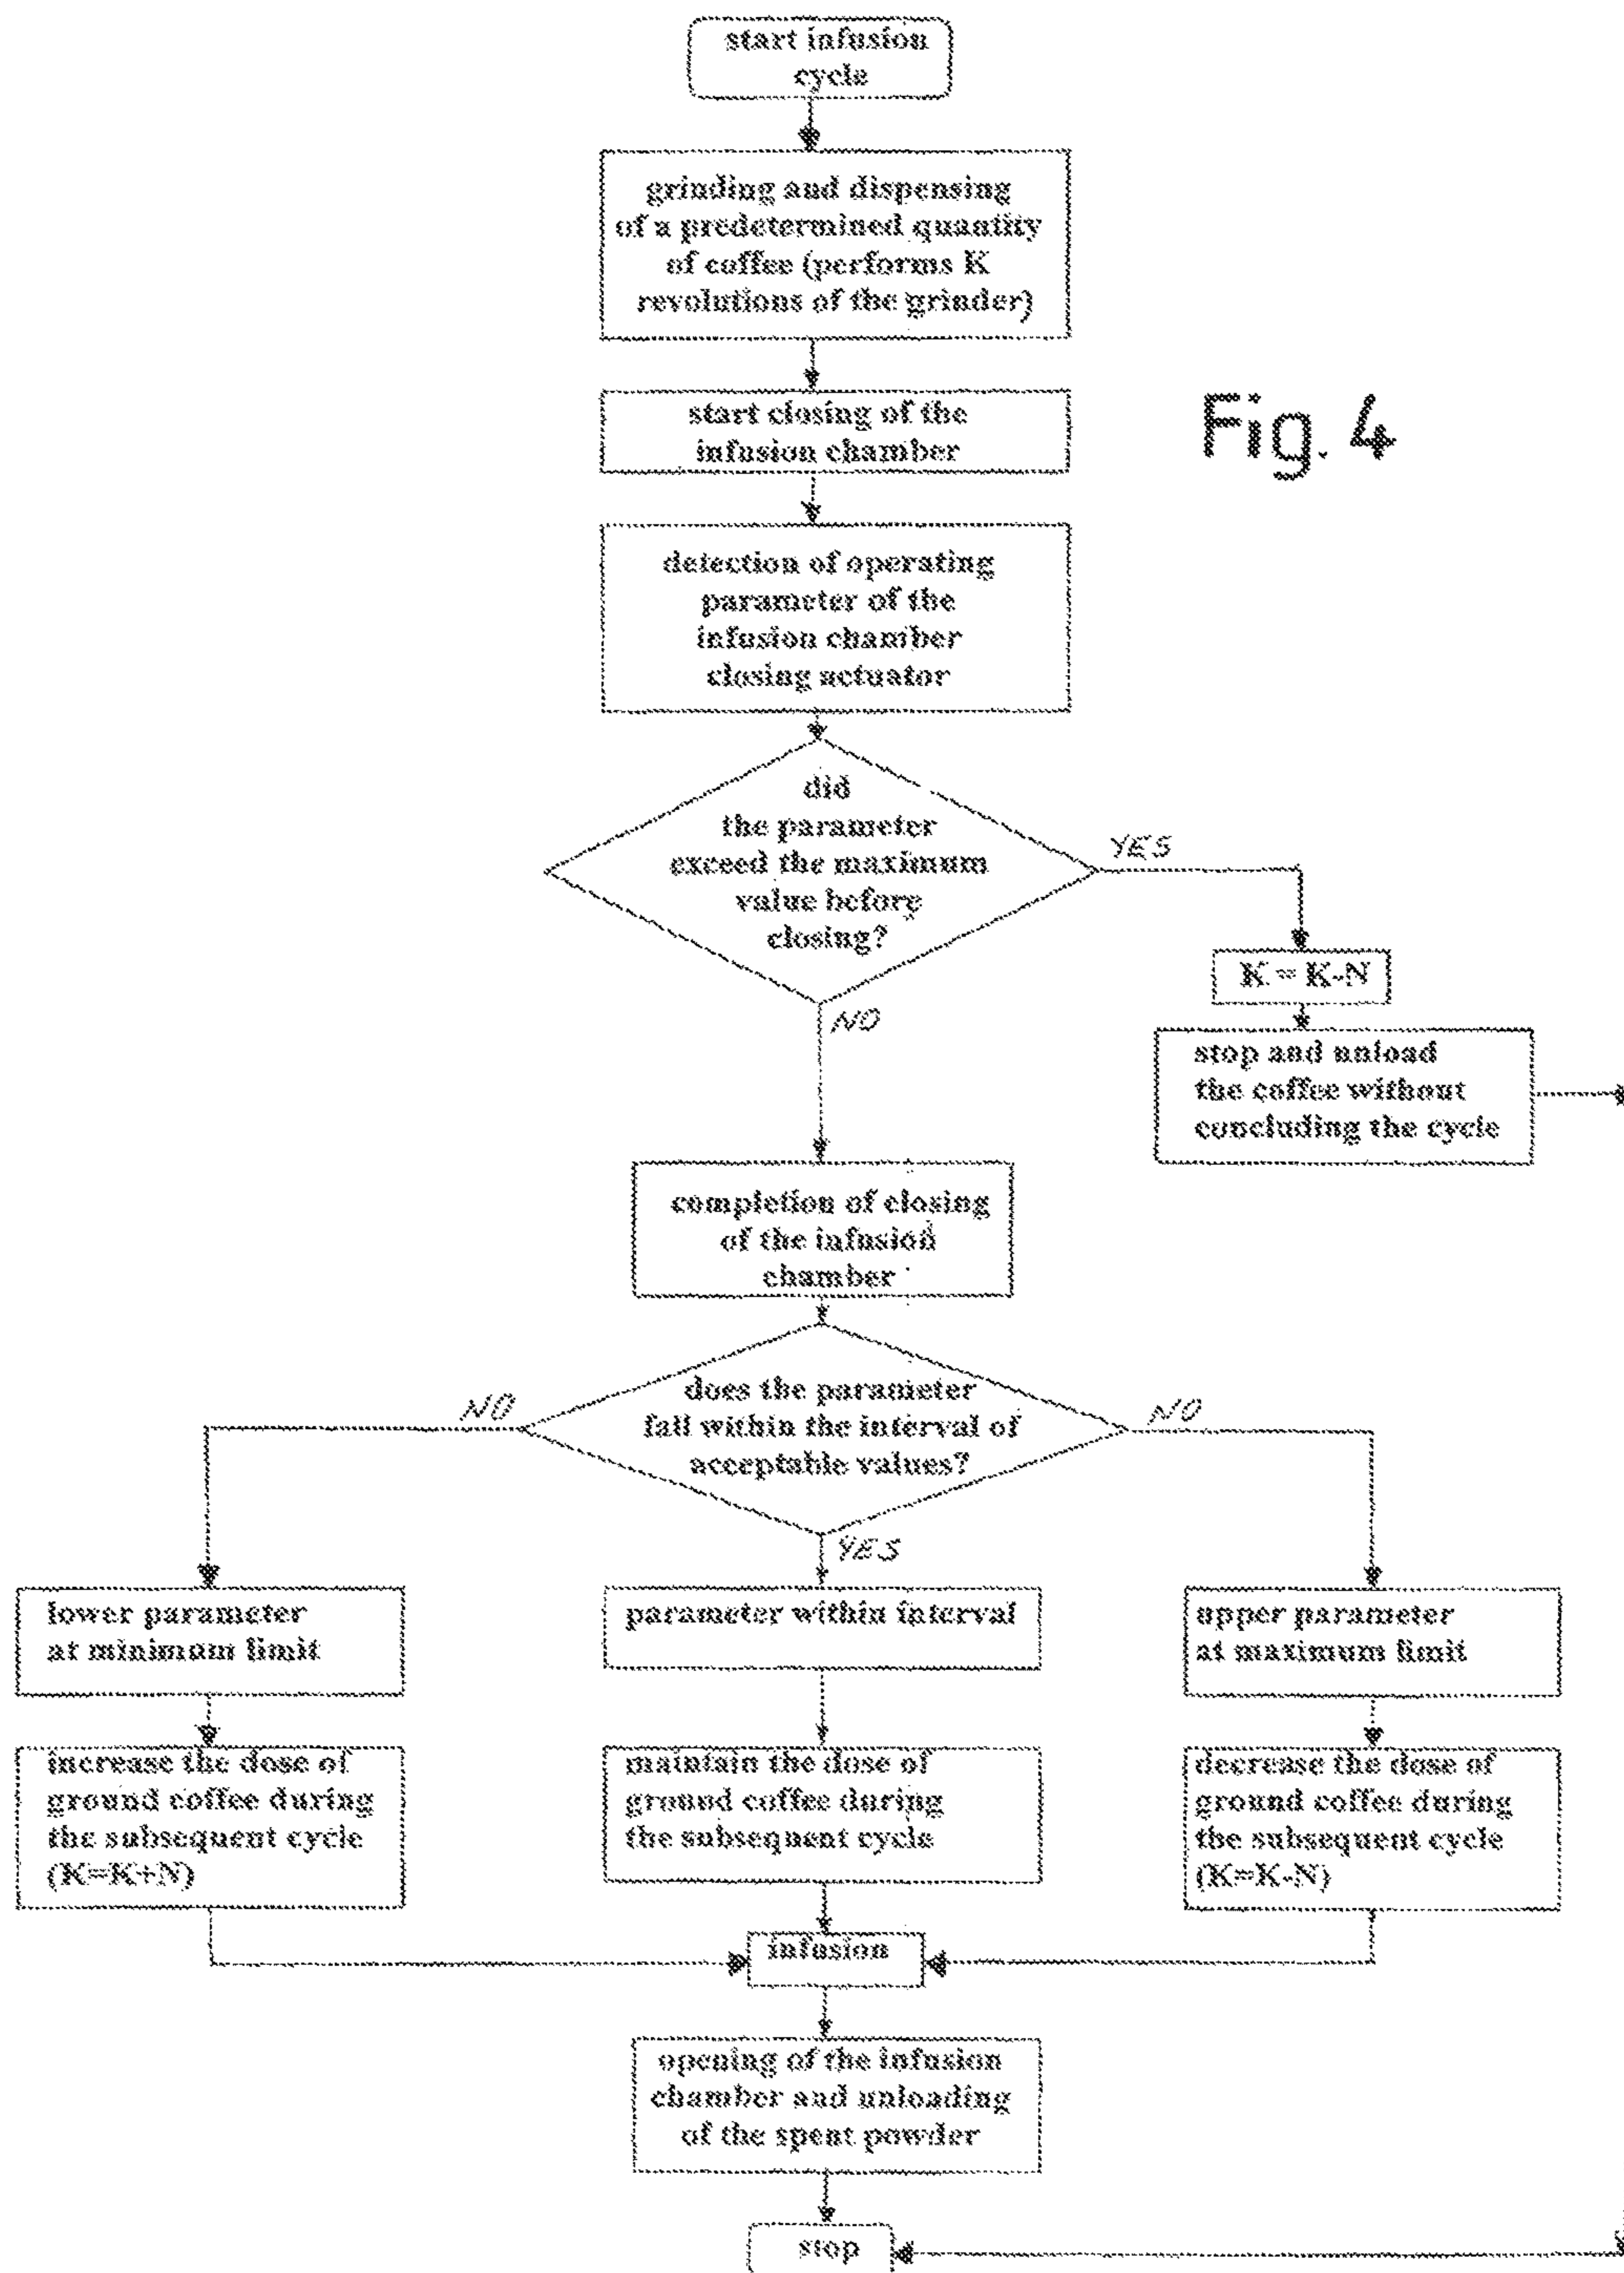 start infusion
cycle
grinding and dispensing
of a predetermined quantity
of coffee (performs K
revolutions of the grinder)
start closing of the
infusion chamber
Fig. 4
detection of operating
parameter of the
infusion chamber
closing actuator
did
the parameter
exceed the maximum
value before
closing?
YES
K = K-N
NO
stop and unload
the coffee without
concluding the cycle
completion of closing
of the infusion
chamber
does the parameter
fall within the interval of
acceptable values?
NO
NO
YES
lower parameter
at minimum limit
parameter within interval
upper parameter
at maximum limit
increase the dose of
ground coffee during
the subsequent cycle
(K=K+N)
maintain the dose of
ground coffee during
the subsequent cycle
decrease the dose of
ground coffee during
the subsequent cycle
(K=K-N)
infusion
opening of the infusion
chamber and unloading
of the spent powder
stop